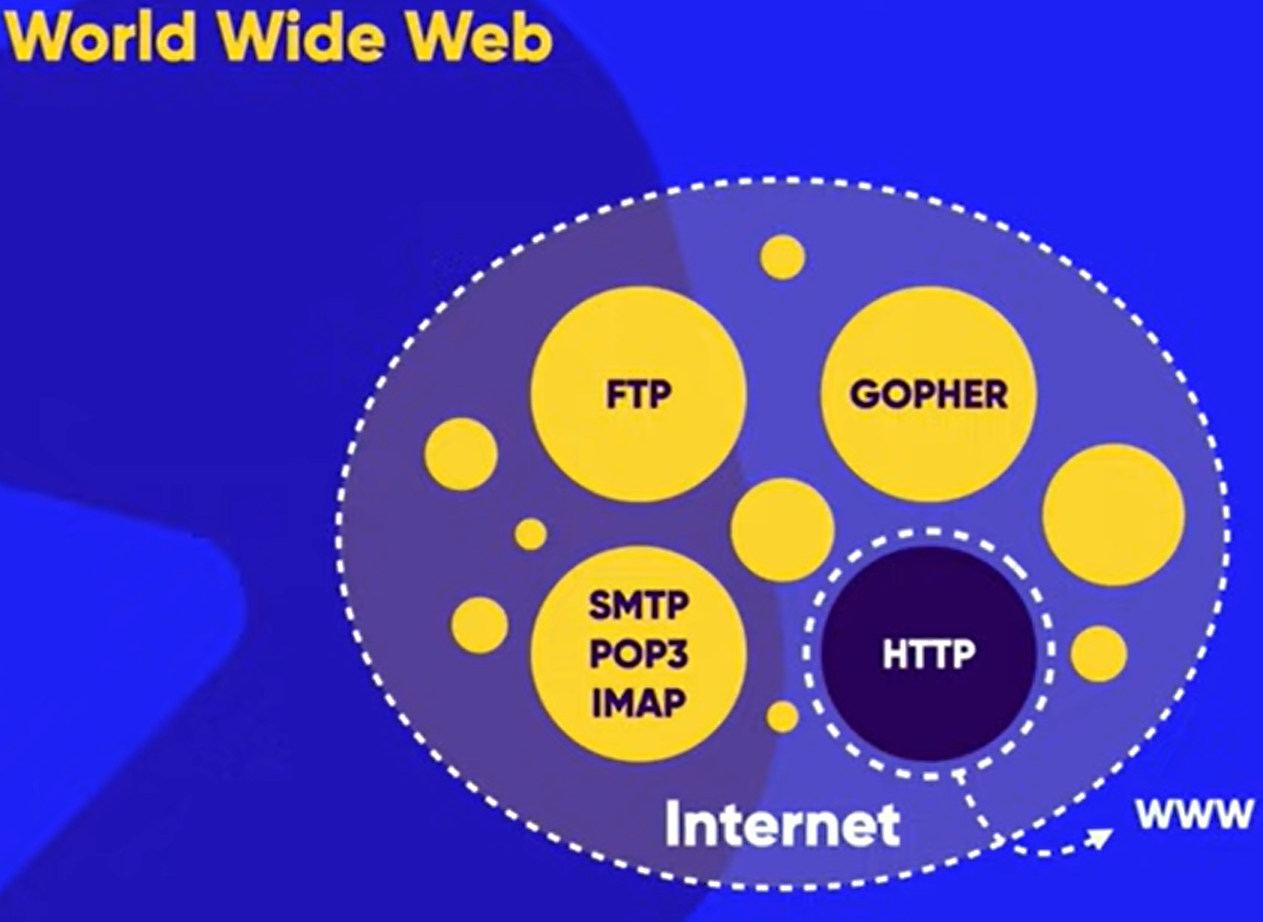 World Wide Web
FTP
GOPHER
SMTP
POP3
IMAP
HTTP
Internet
WWW